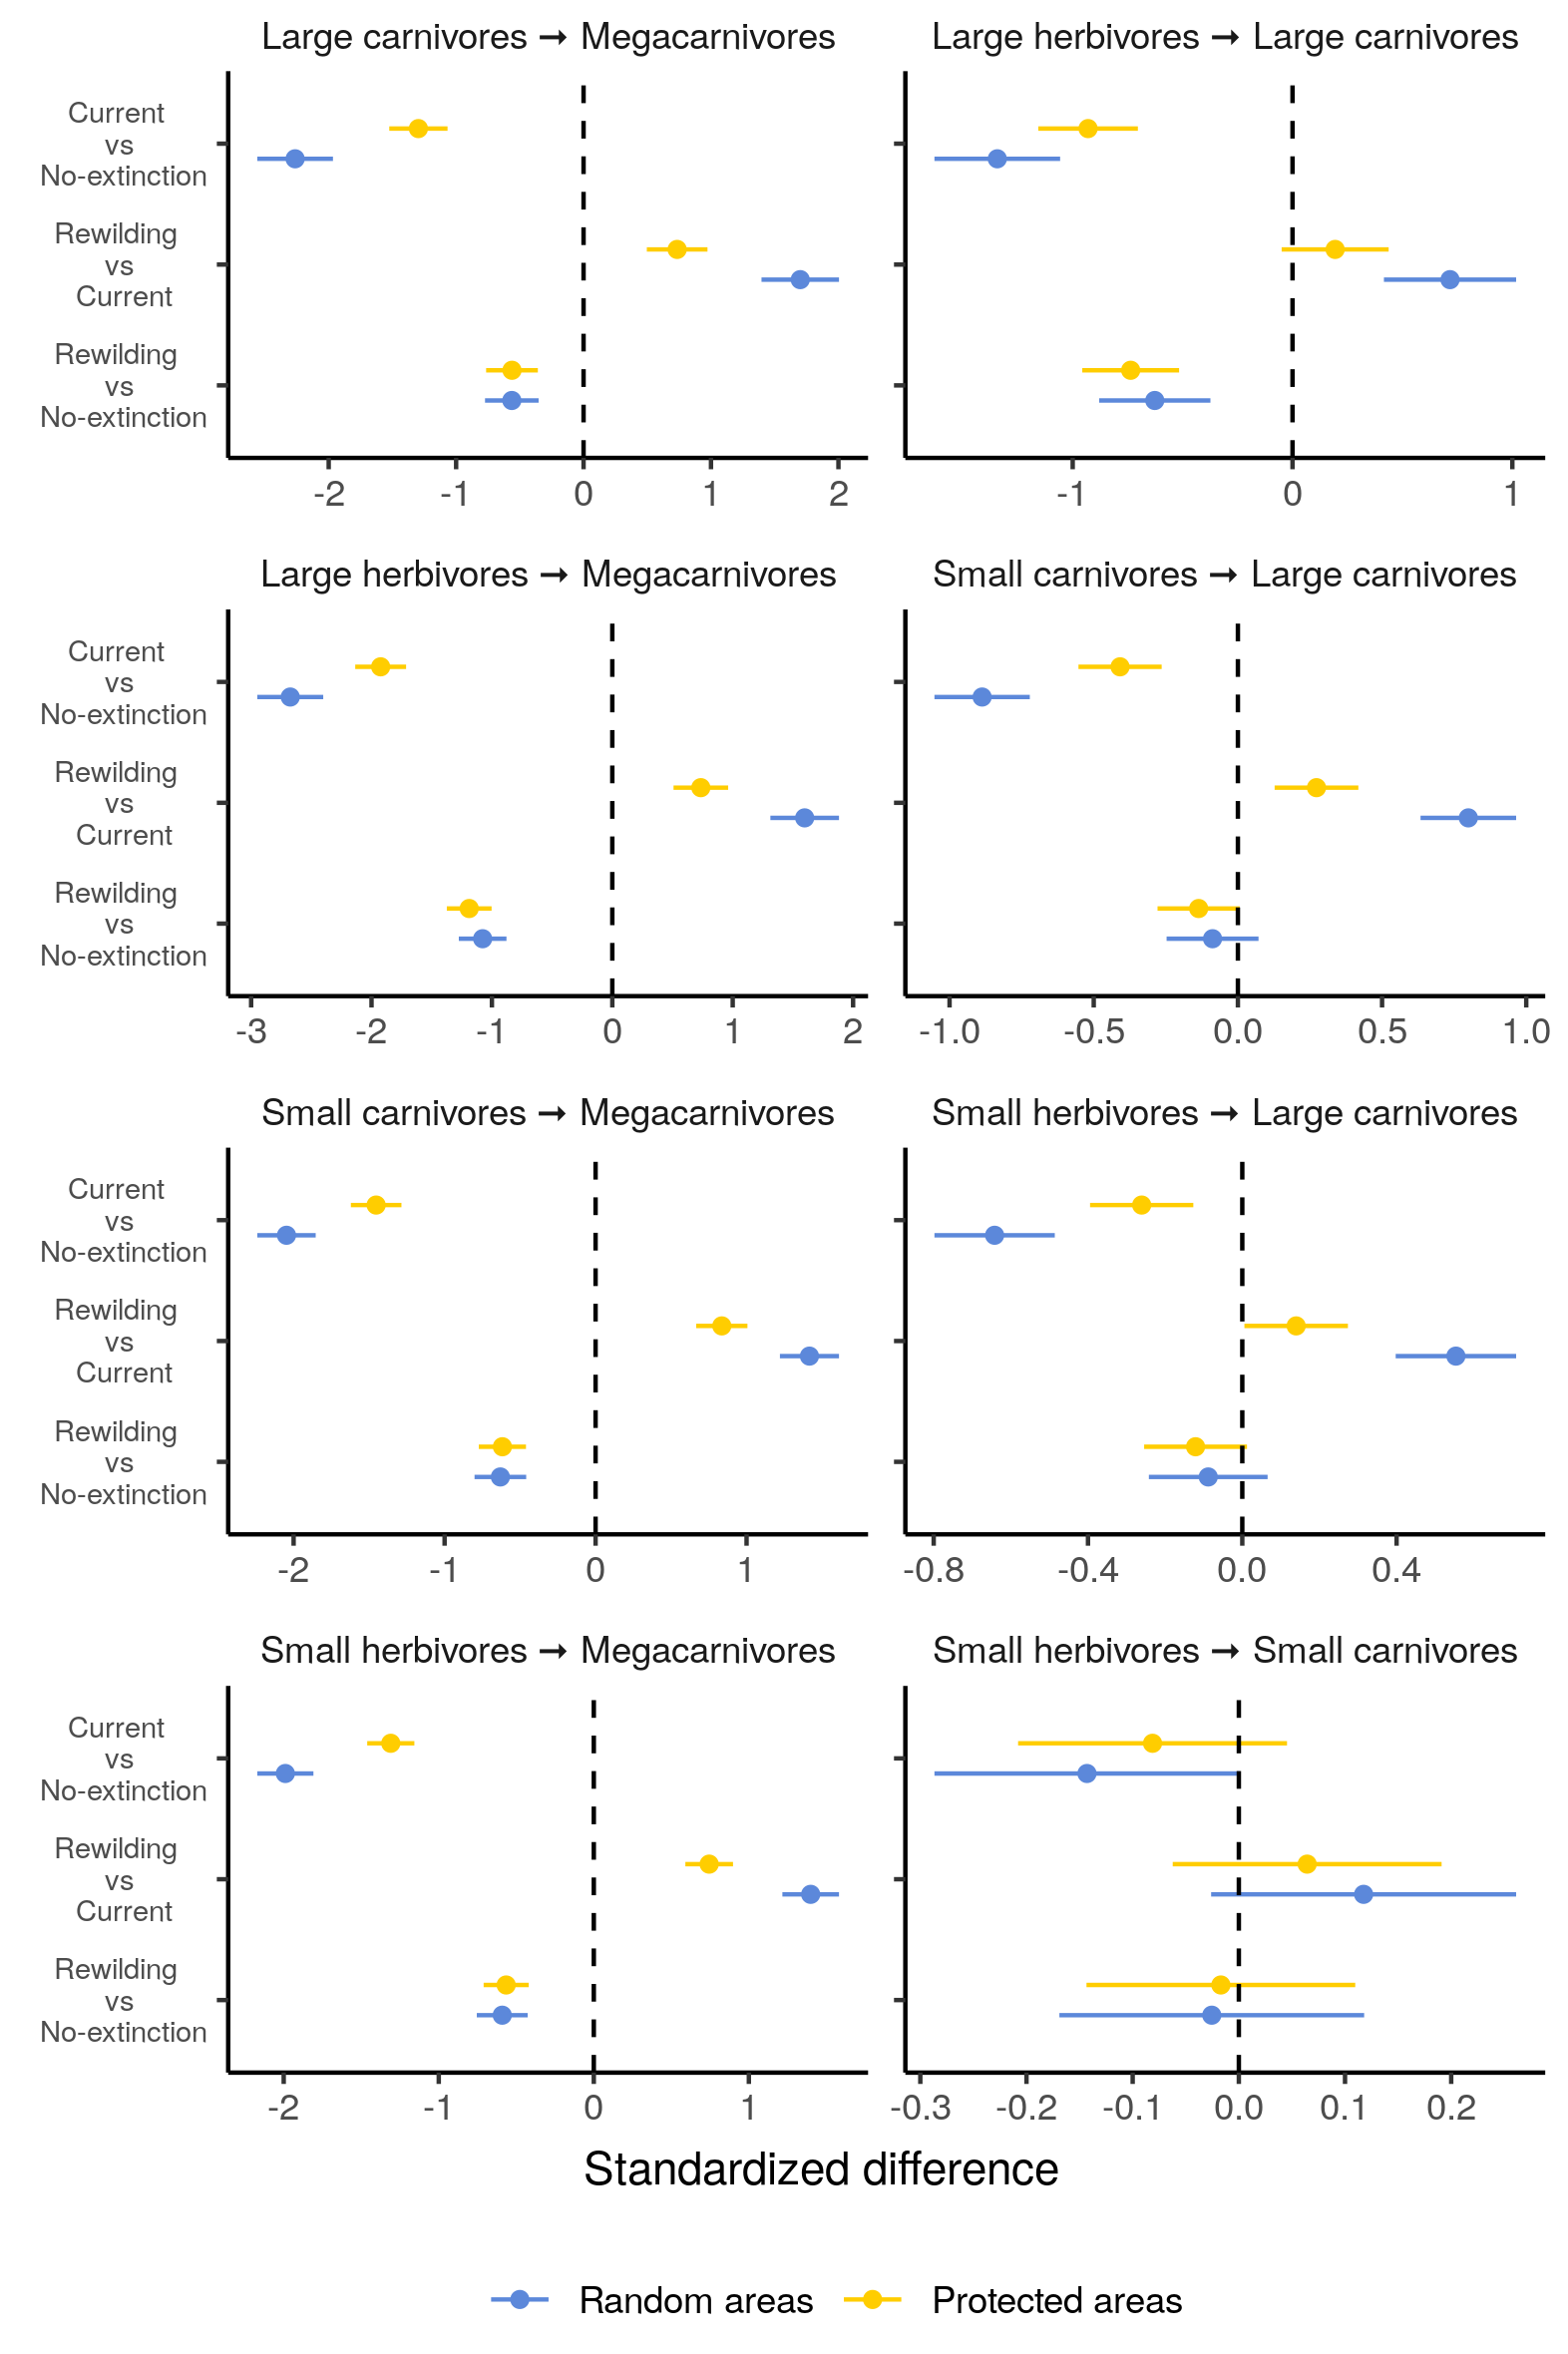 Large carnivores → Megacarnivores
Large herbivores → Large carnivores
Current
vs
No-extinction
Rewilding
vs
Current
Rewilding
vs
No-extinction
-2 -1 0 1 2
-1 0 1
Large herbivores → Megacarnivores
Small carnivores → Large carnivores
Current
vs
No-extinction
Rewilding
vs
Current
Rewilding
vs
No-extinction
-3 -2 -1 0 1 2
-1.0 -0.5 0.0 0.5 1.0
Small carnivores → Megacarnivores
Small herbivores → Large carnivores
Current
vs
No-extinction
Rewilding
vs
Current
Rewilding
vs
No-extinction
-2 -1 0 1
-0.8 -0.4 0.0 0.4
Small herbivores → Megacarnivores
Small herbivores → Small carnivores
Current
vs
No-extinction
Rewilding
vs
Current
Rewilding
vs
No-extinction
-2 -1 0 1
-0.3 -0.2 -0.1 0.0 0.1 0.2
Standardized difference
Random areas Protected areas